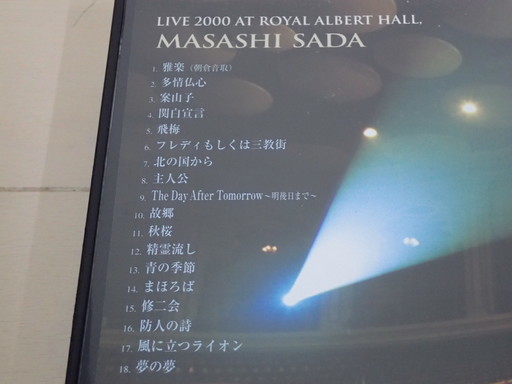 LIVE 2000 AT ROYAL ALBERT HALL,
MASASHI SADA
1. 雅楽（朝倉音取）
2. 多情仏心
3. 案山子
4. 関白宣言
5. 飛梅
6. フレディもしくは三教街
7. 北の国から
8. 主人公
9. The Day After Tomorrow～明後日まで～
10. 故郷
11. 秋桜
12. 精霊流し
13. 青の季節
14. まほろば
15. 修二会
16. 防人の詩
17. 風に立つライオン
18. 夢の夢